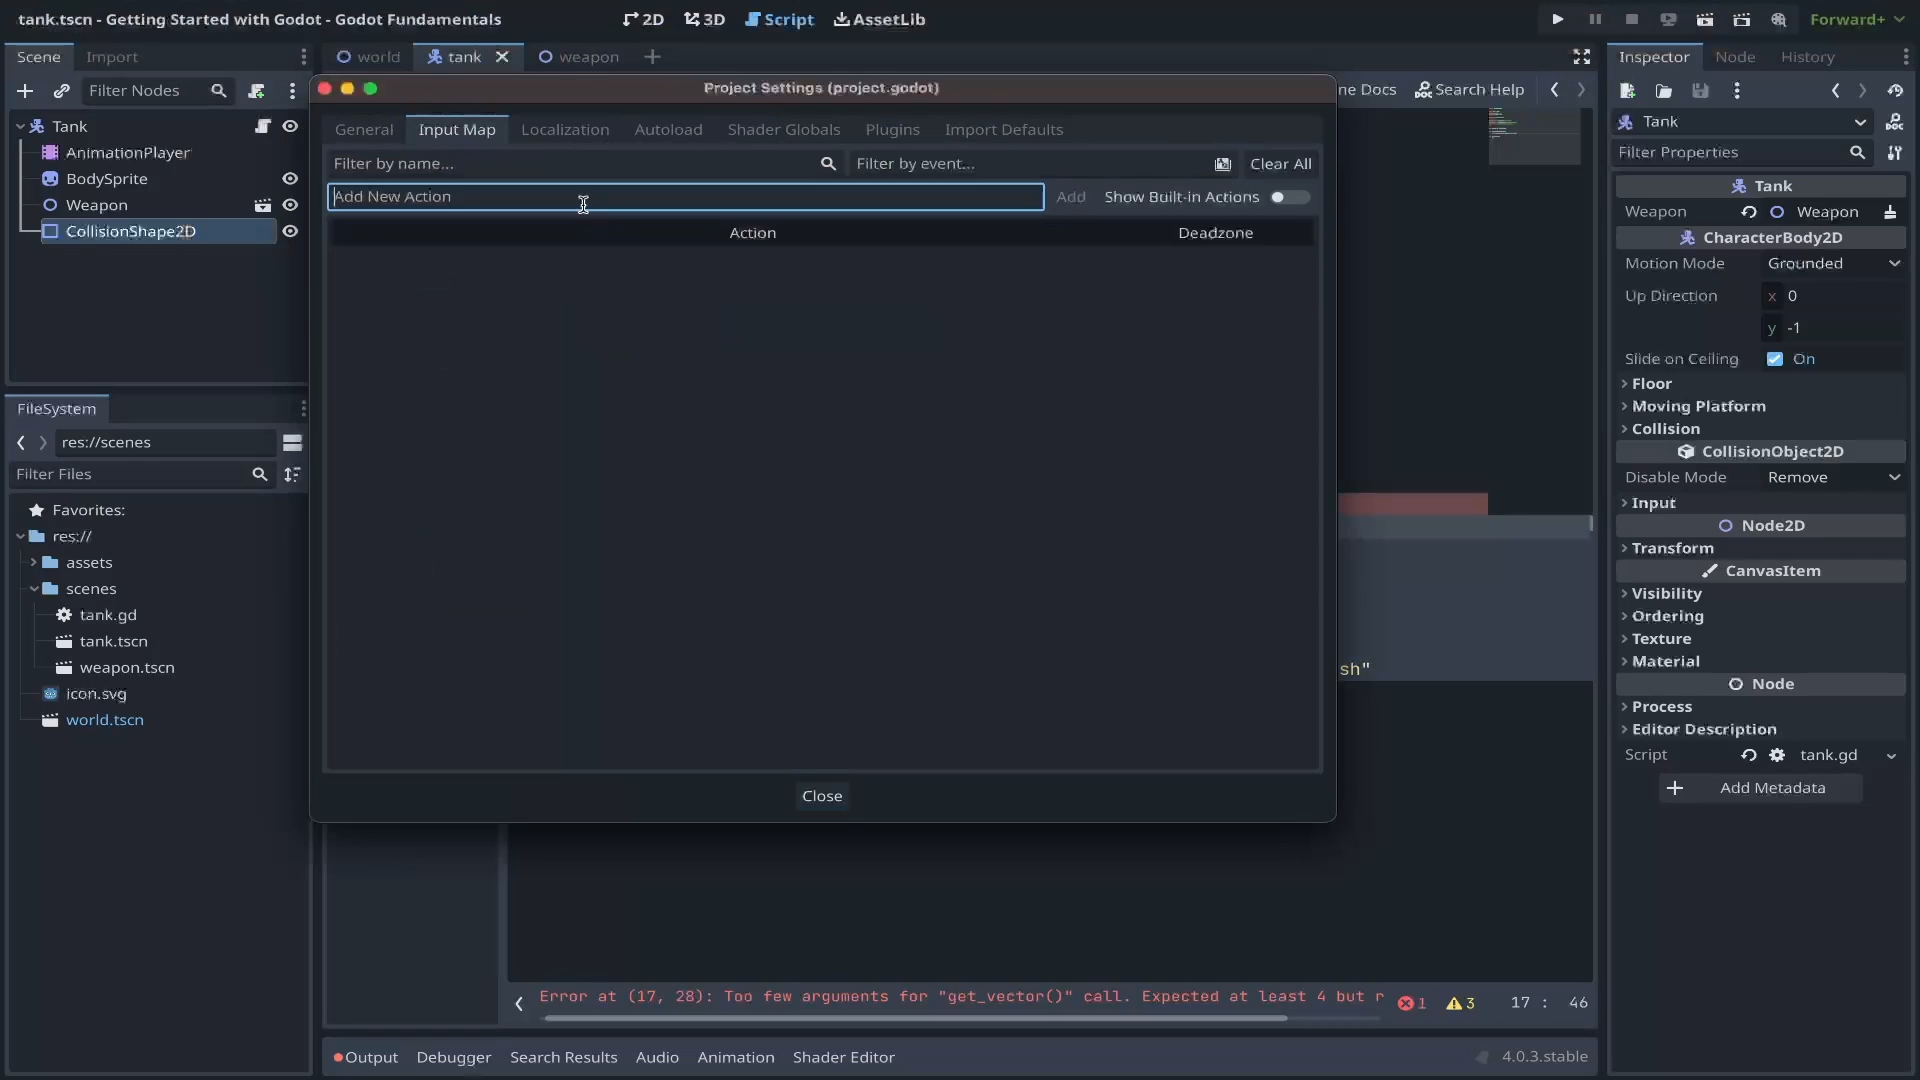 tank.tscn - Getting Started with Godot - Godot Fundamentals
2D
3D
Script
AssetLib
Forward+
Scene
Import
world
tank
weapon
Inspector
Node
History
Filter Nodes
ne Docs
Search Help
Tank
AnimationPlayer
BodySprite
Weapon
CollisionShape2D
Project Settings (project.godot)
General
Input Map
Localization
Autoload
Shader Globals
Plugins
Import Defaults
Filter by name...
Filter by event...
Clear All
Add New Action
Add
Show Built-in Actions
Action
Deadzone
Close
sh"
Tank
Filter Properties
Tank
Weapon
Weapon
CharacterBody2D
Motion Mode
Grounded
Up Direction
x 0
y -1
Slide on Ceiling
On
Floor
Moving Platform
Collision
CollisionObject2D
Disable Mode
Remove
Input
Node2D
Transform
CanvasItem
Visibility
Ordering
Texture
Material
Node
Process
Editor Description
Script
tank.gd
Add Metadata
FileSystem
res://scenes
Filter Files
Favorites:
res://
assets
scenes
tank.gd
tank.tscn
weapon.tscn
icon.svg
world.tscn
Error at (17, 28): Too few arguments for "get_vector()" call. Expected at least 4 but r
1
3
17 : 46
Output
Debugger
Search Results
Audio
Animation
Shader Editor
4.0.3.stable